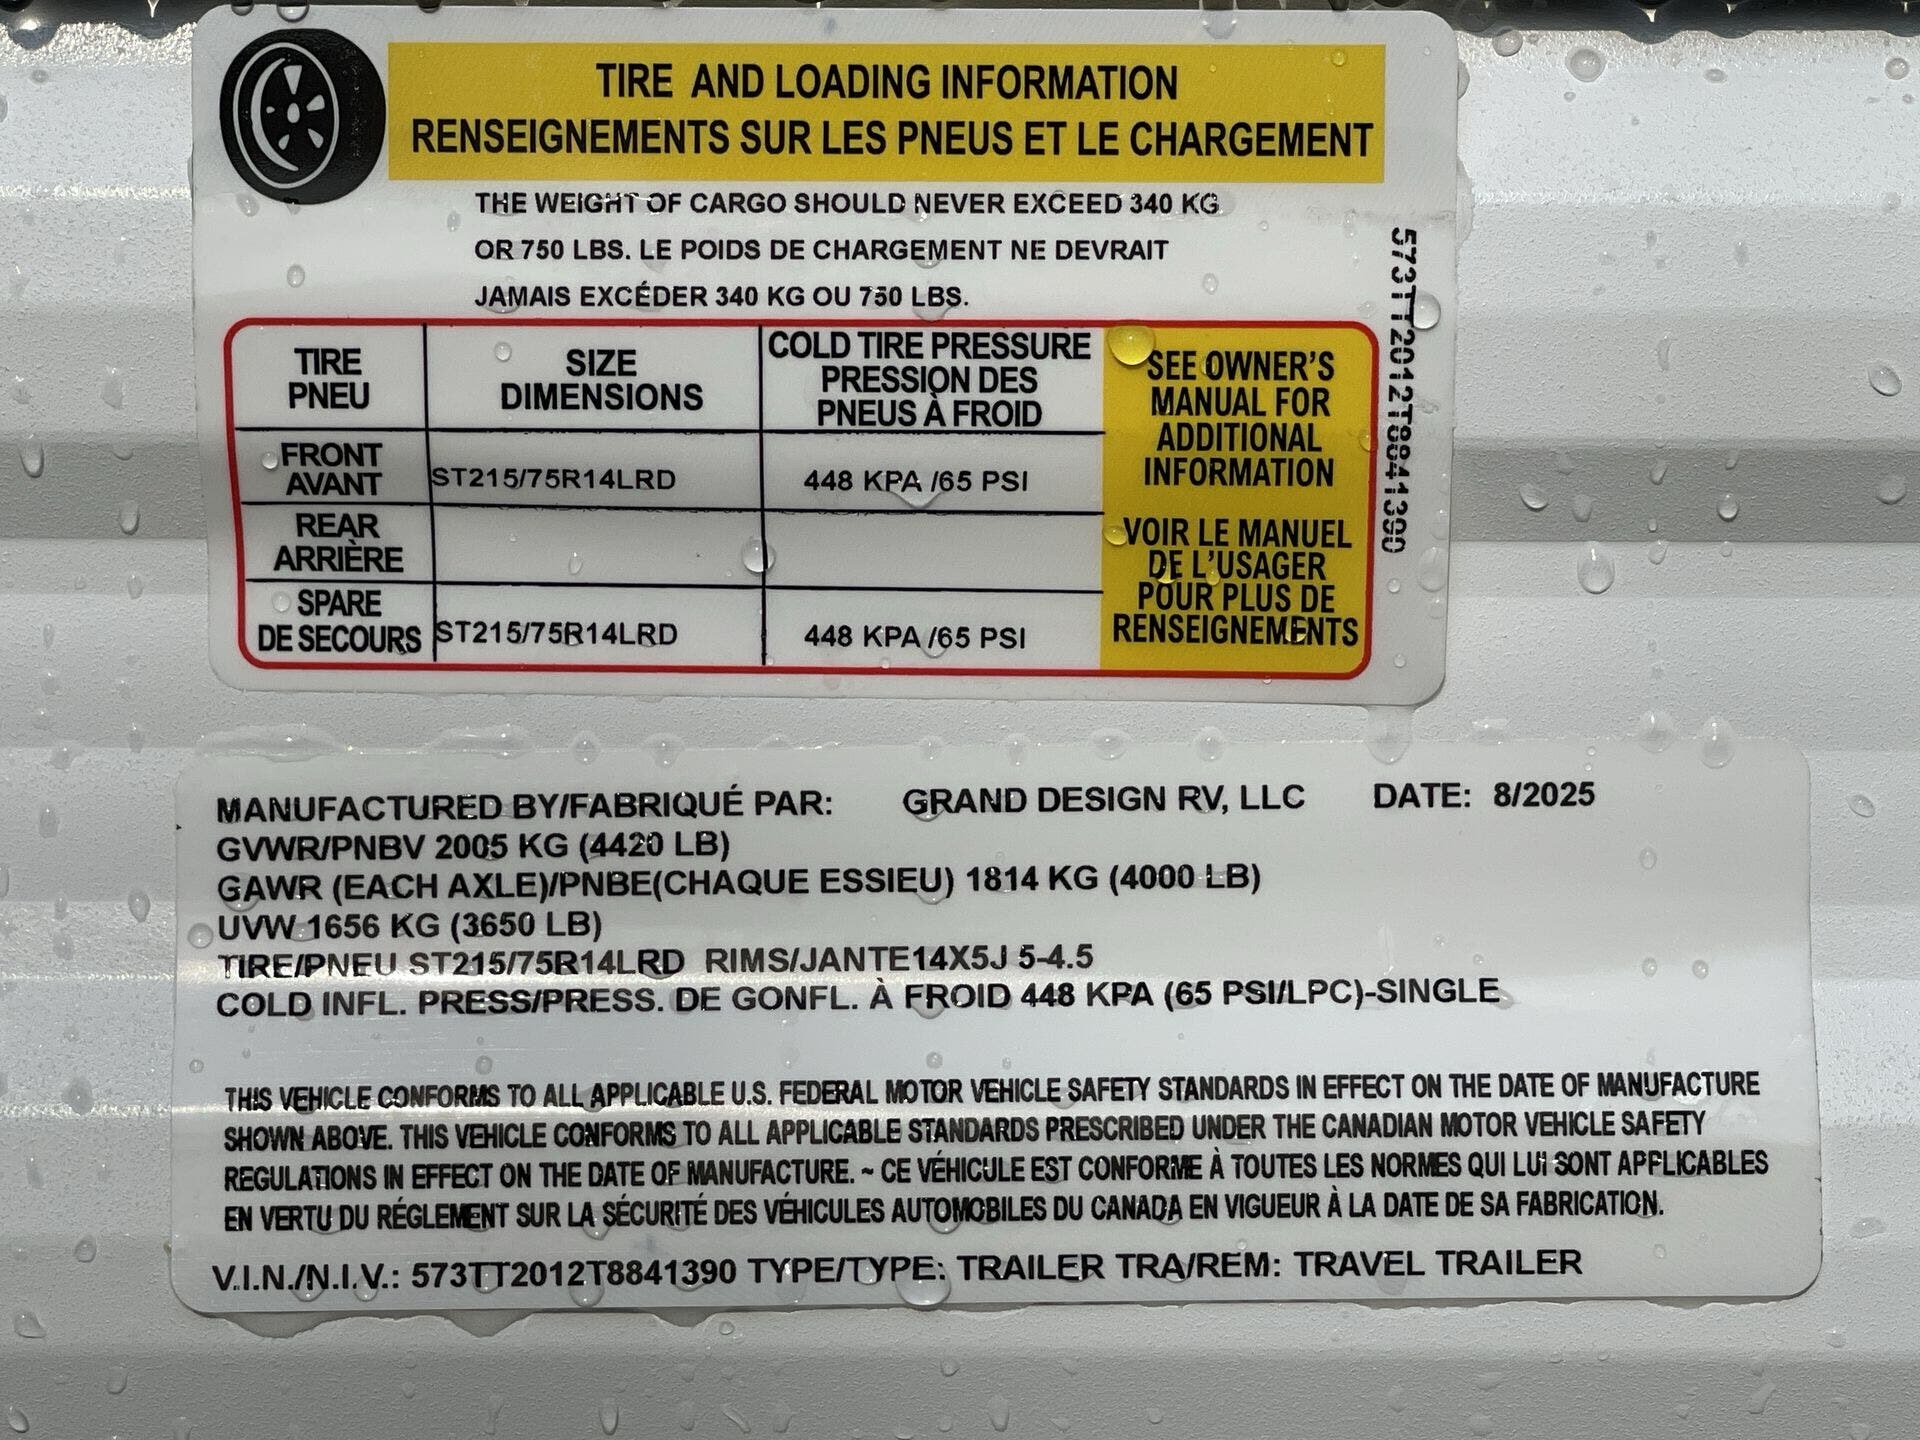 TIRE AND LOADING INFORMATION
RENSEIGNEMENTS SUR LES PNEUS ET LE CHARGEMENT
THE WEIGHT OF CARGO SHOULD NEVER EXCEED 340 KG
OR 750 LBS. LE POIDS DE CHARGEMENT NE DEVRAIT
JAMAIS EXCÉDER 340 KG OU 750 LBS.
TIRE
PNEU
SIZE
DIMENSIONS
COLD TIRE PRESSURE
PRESSION DES
PNEUS À FROID
FRONT
AVANT
ST215/75R14LRD
448 KPA /65 PSI
REAR
ARRIÈRE
SPARE
DE SECOURS
ST215/75R14LRD
448 KPA /65 PSI
SEE OWNER'S
MANUAL FOR
ADDITIONAL
INFORMATION
VOIR LE MANUEL
DE L'USAGER
POUR PLUS DE
RENSEIGNEMENTS
573TT2012T8841390
MANUFACTURED BY/FABRIQUÉ PAR: GRAND DESIGN RV, LLC DATE: 8/2025
GVWR/PNBV 2005 KG (4420 LB)
GAWR (EACH AXLE)/PNBE(CHAQUE ESSIEU) 1814 KG (4000 LB)
UVW 1656 KG (3650 LB)
TIRE/PNEU ST215/75R14LRD RIMS/JANTE14X5J 5-4.5
COLD INFL. PRESS/PRESS. DE GONFL. À FROID 448 KPA (65 PSI/LPC)-SINGLE
THIS VEHICLE CONFORMS TO ALL APPLICABLE U.S. FEDERAL MOTOR VEHICLE SAFETY STANDARDS IN EFFECT ON THE DATE OF MANUFACTURE
SHOWN ABOVE. THIS VEHICLE CONFORMS TO ALL APPLICABLE STANDARDS PRESCRIBED UNDER THE CANADIAN MOTOR VEHICLE SAFETY
REGULATIONS IN EFFECT ON THE DATE OF MANUFACTURE. ~ CE VÉHICULE EST CONFORME À TOUTES LES NORMES QUI LUI SONT APPLICABLES
EN VERTU DU RÉGLEMENT SUR LA SÉCURITÉ DES VÉHICULES AUTOMOBILES DU CANADA EN VIGUEUR À LA DATE DE SA FABRICATION.
V.I.N./N.I.V.: 573TT2012T8841390 TYPE/TYPE: TRAILER TRA/REM: TRAVEL TRAILER